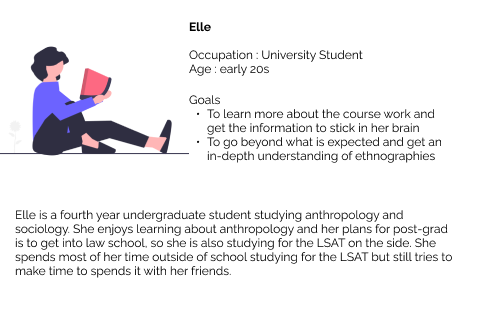 Elle
Occupation : University Student
Age : early 20s
Goals
• To learn more about the course work and
get the information to stick in her brain
• To go beyond what is expected and get an
in-depth understanding of ethnographies
Elle is a fourth year undergraduate student studying anthropology and
sociology. She enjoys learning about anthropology and her plans for post-grad
is to get into law school, so she is also studying for the LSAT on the side. She
spends most of her time outside of school studying for the LSAT but still tries to
make time to spends it with her friends.